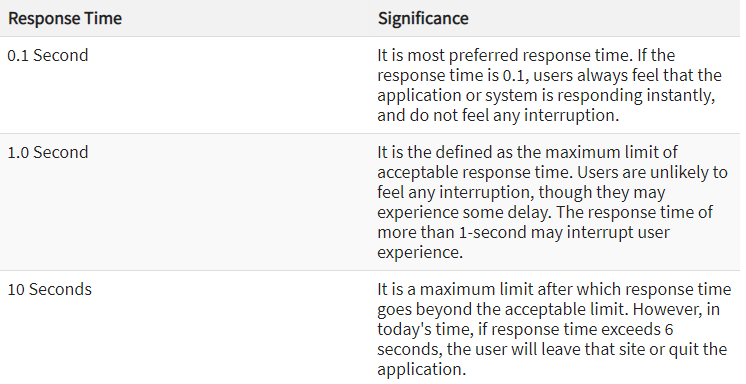 Response Time Significance
0.1 Second It is most preferred response time. If the
response time is 0.1, users always feel that the
application or system is responding instantly,
and do not feel any interruption.
1.0 Second It is the defined as the maximum limit of
acceptable response time. Users are unlikely to
feel any interruption, though they may
experience some delay. The response time of
more than 1-second may interrupt user
experience.
10 Seconds It is a maximum limit after which response time
goes beyond the acceptable limit. However, in
today's time, if response time exceeds 6
seconds, the user will leave that site or quit the
application.